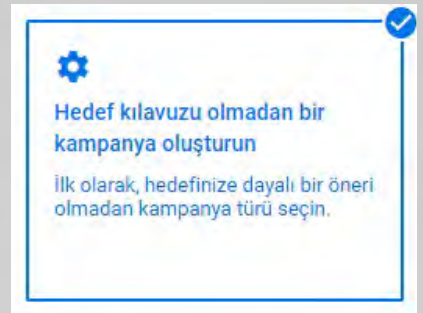 Hedef kılavuzu olmadan bir
kampanya oluşturun
İlk olarak, hedefinize dayalı bir öneri
olmadan kampanya türü seçin.